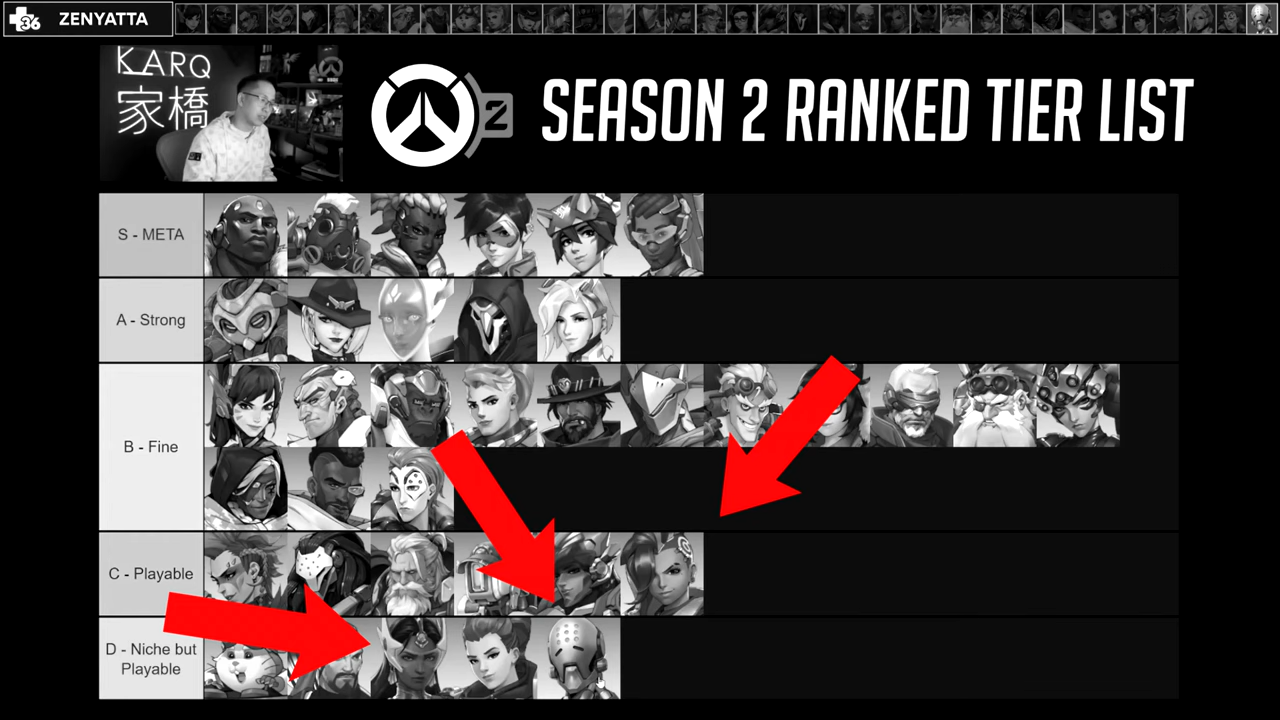 36 ZENYATTA
KARQ
家橋
2 SEASON 2 RANKED TIER LIST
S - META
A - Strong
B - Fine
C - Playable
D - Niche but
Playable